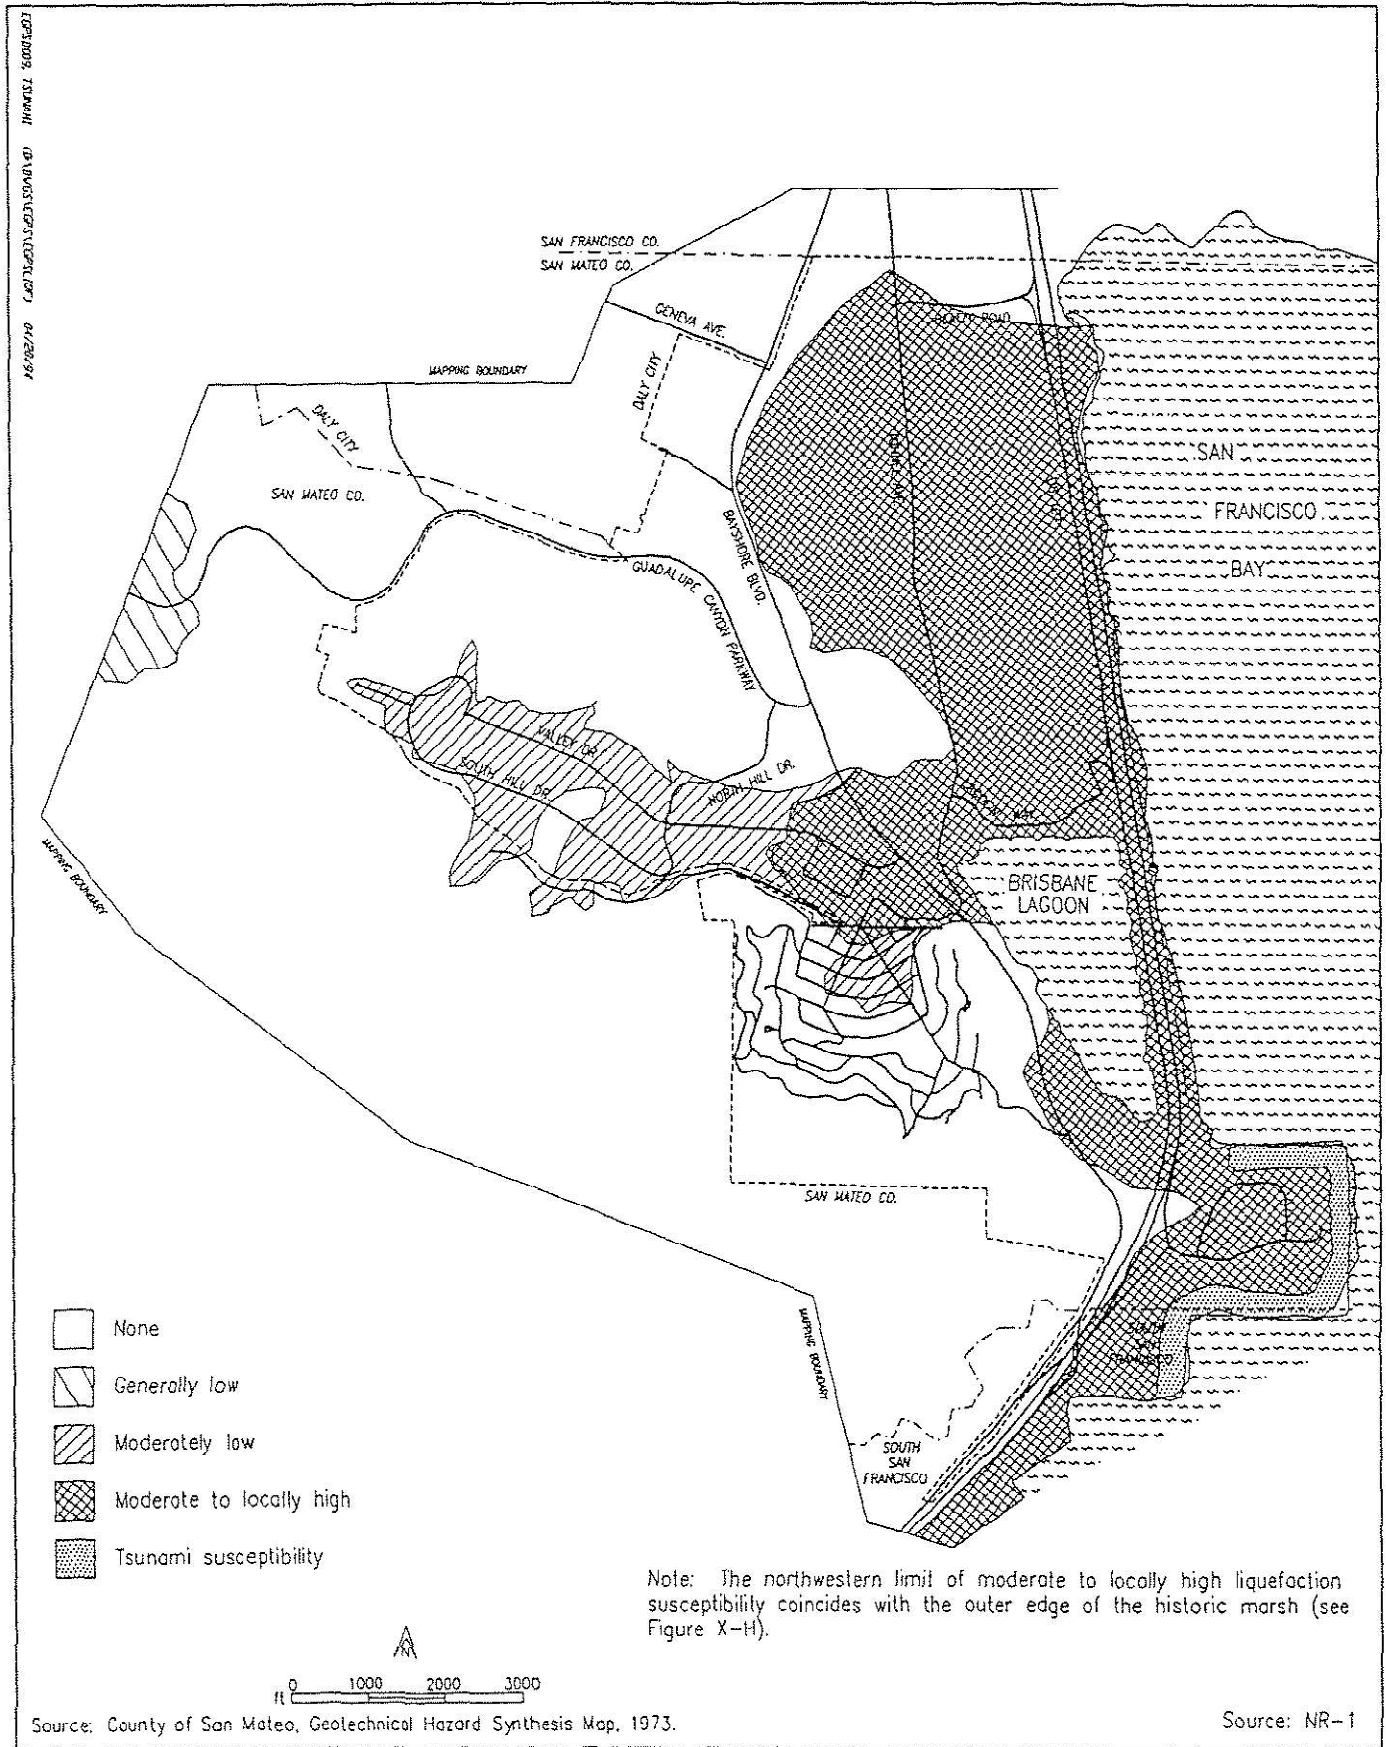 SAN FRANCISCO CO.
SAN MATEO CO.
GENEVA AVE.
MAPPING BOUNDARY
DALY CITY
DALY CITY
SAN MATEO CO.
SAN
FRANCISCO
BAY
BAYSHORE BLVD.
GUADALUPE CANYON PARKWAY
VALLEY DR.
SOUTH HILL DR.
NORTH HILL DR.
WAY
MAPPING BOUNDARY
BRISBANE
LAGOON
SAN MATEO CO.
MAPPING BOUNDARY
SOUTH
SAN
FRANCISCO
SOUTH
SAN
FRANCISCO
None
Generally low
Moderately low
Moderate to locally high
Tsunami susceptibility
Note: The northwestern limit of moderate to locally high liquefaction
susceptibility coincides with the outer edge of the historic marsh (see
Figure X-H).
N
0 1000 2000 3000
ft
Source: County of San Mateo, Geotechnical Hazard Synthesis Map, 1973.
Source: NR-1